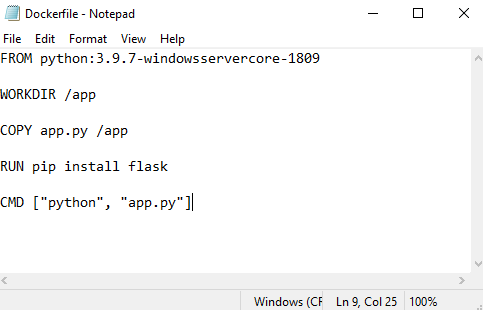 Dockerfile - Notepad
File Edit Format View Help
FROM python:3.9.7-windowsservercore-1809
WORKDIR /app
COPY app.py /app
RUN pip install flask
CMD ["python", "app.py"]
Windows (CR Ln 9, Col 25 100%